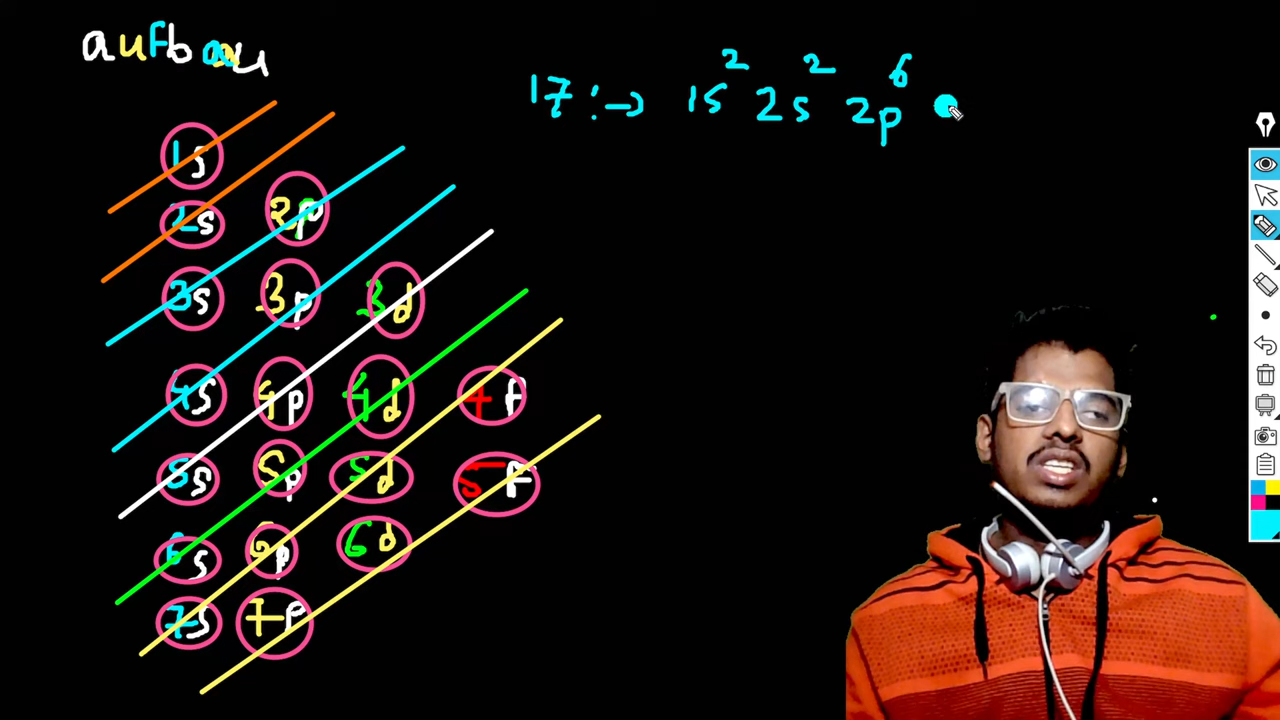 aufbau
17 :→ 1s² 2s² 2p⁶
1s
2s 2p
3s 3p 3d
4s 4p 4d 4f
5s 5p 5d 5f
6s 6p 6d
7s 7p